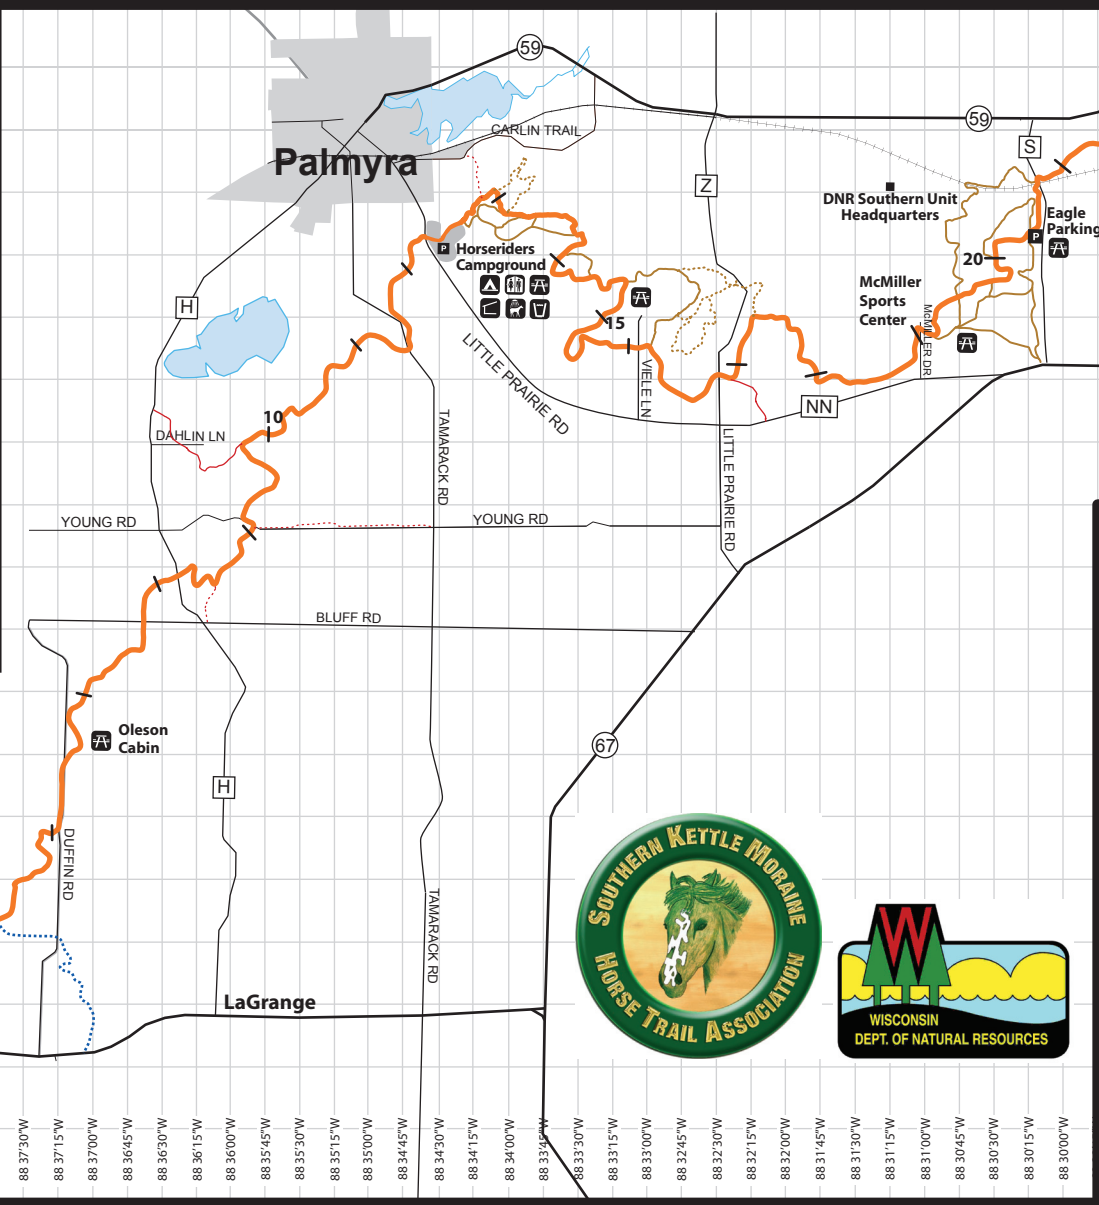 59
CARLIN TRAIL
59
S
Palmyra
Z
DNR Southern Unit
Headquarters
Eagle
Parking
P
P
Horseriders
Campground
20
H
McMiller
Sports
Center
McMILLER DR
15
LITTLE PRAIRIE RD
VIELE LN
NN
10
DAHLIN LN
TAMARACK RD
LITTLE PRAIRIE RD
YOUNG RD
YOUNG RD
BLUFF RD
Oleson
Cabin
67
H
DUFFIN RD
TAMARACK RD
LaGrange
SOUTHERN KETTLE MORAINE
HORSE TRAIL ASSOCIATION
W
WISCONSIN
DEPT. OF NATURAL RESOURCES
88 37'30"W
88 37'15"W
88 37'00"W
88 36'45"W
88 36'30"W
88 36'15"W
88 36'00"W
88 35'45"W
88 35'30"W
88 35'15"W
88 35'00"W
88 34'45"W
88 34'30"W
88 34'15"W
88 34'00"W
88 33'45"W
88 33'30"W
88 33'15"W
88 33'00"W
88 32'45"W
88 32'30"W
88 32'15"W
88 32'00"W
88 31'45"W
88 31'30"W
88 31'15"W
88 31'00"W
88 30'45"W
88 30'30"W
88 30'15"W
88 30'00"W